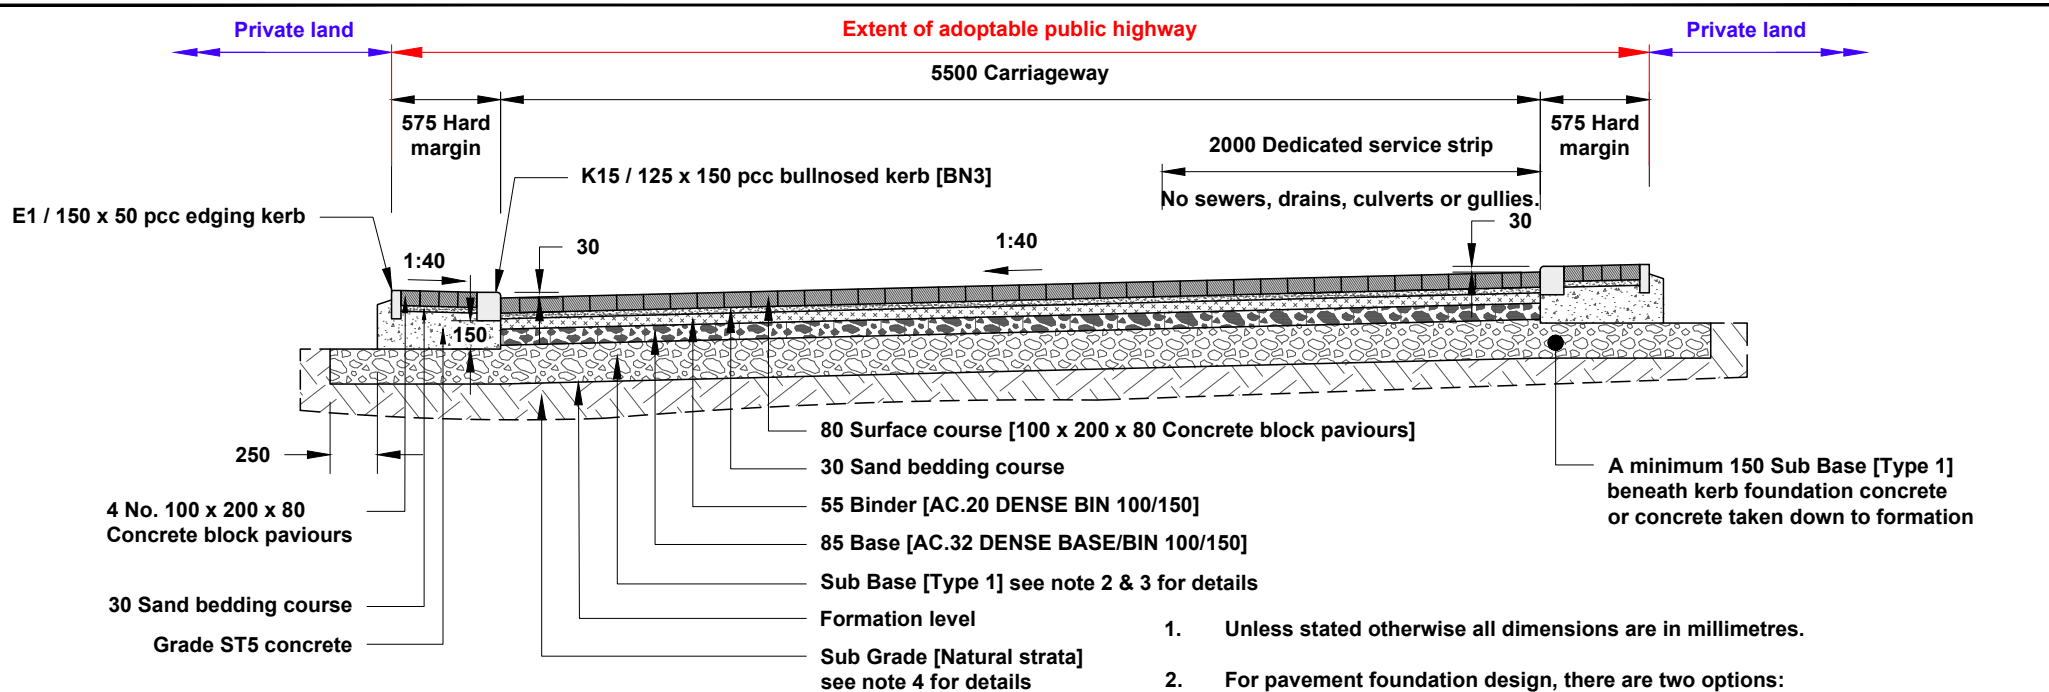 Private land
Extent of adoptable public highway
Private land
5500 Carriageway
575 Hard
margin
2000 Dedicated service strip
575 Hard
margin
K15 / 125 x 150 pcc bullnosed kerb [BN3]
No sewers, drains, culverts or gullies.
E1 / 150 x 50 pcc edging kerb
30
30
1:40
1:40
150
250
80 Surface course [100 x 200 x 80 Concrete block paviours]
30 Sand bedding course
55 Binder [AC.20 DENSE BIN 100/150]
85 Base [AC.32 DENSE BASE/BIN 100/150]
Sub Base [Type 1] see note 2 & 3 for details
Formation level
Sub Grade [Natural strata]
see note 4 for details
A minimum 150 Sub Base [Type 1]
beneath kerb foundation concrete
or concrete taken down to formation
4 No. 100 x 200 x 80
Concrete block paviours
30 Sand bedding course
Grade ST5 concrete
1. Unless stated otherwise all dimensions are in millimetres.
2. For pavement foundation design, there are two options: